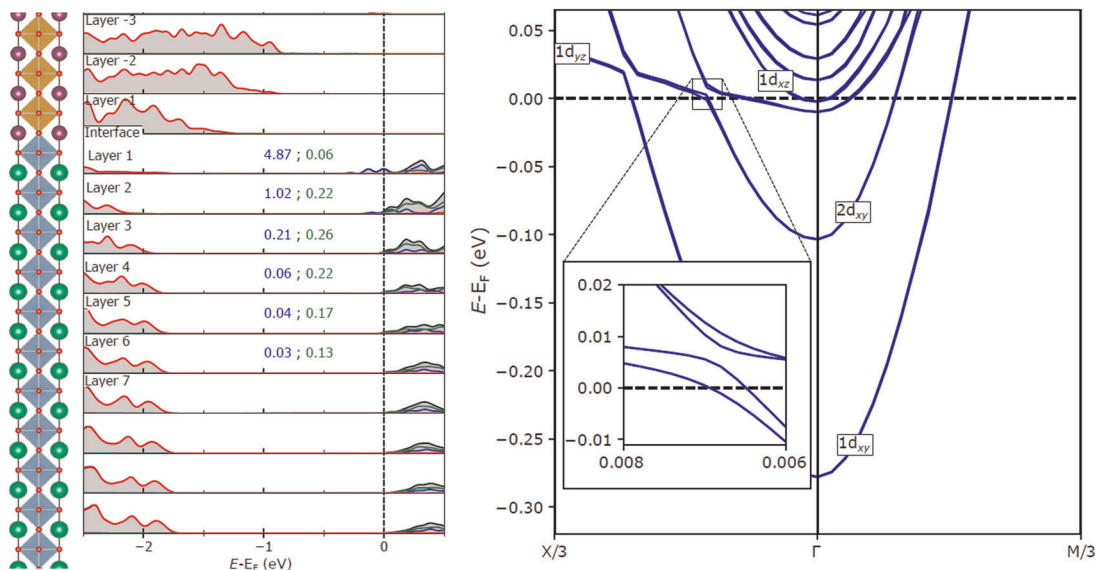 Layer -3
Layer -2
Layer -1
Interface
Layer 1
4.87 ; 0.06
Layer 2
1.02 ; 0.22
Layer 3
0.21 ; 0.26
Layer 4
0.06 ; 0.22
Layer 5
0.04 ; 0.17
Layer 6
0.03 ; 0.13
Layer 7
−2
−1
0
E-E_F (eV)
0.05
0.00
−0.05
−0.10
−0.15
−0.20
−0.25
−0.30
E-E_F (eV)
1d_yz
1d_xz
2d_xy
1d_xy
0.02
0.01
0.00
−0.01
0.008
0.006
X/3
Γ
M/3